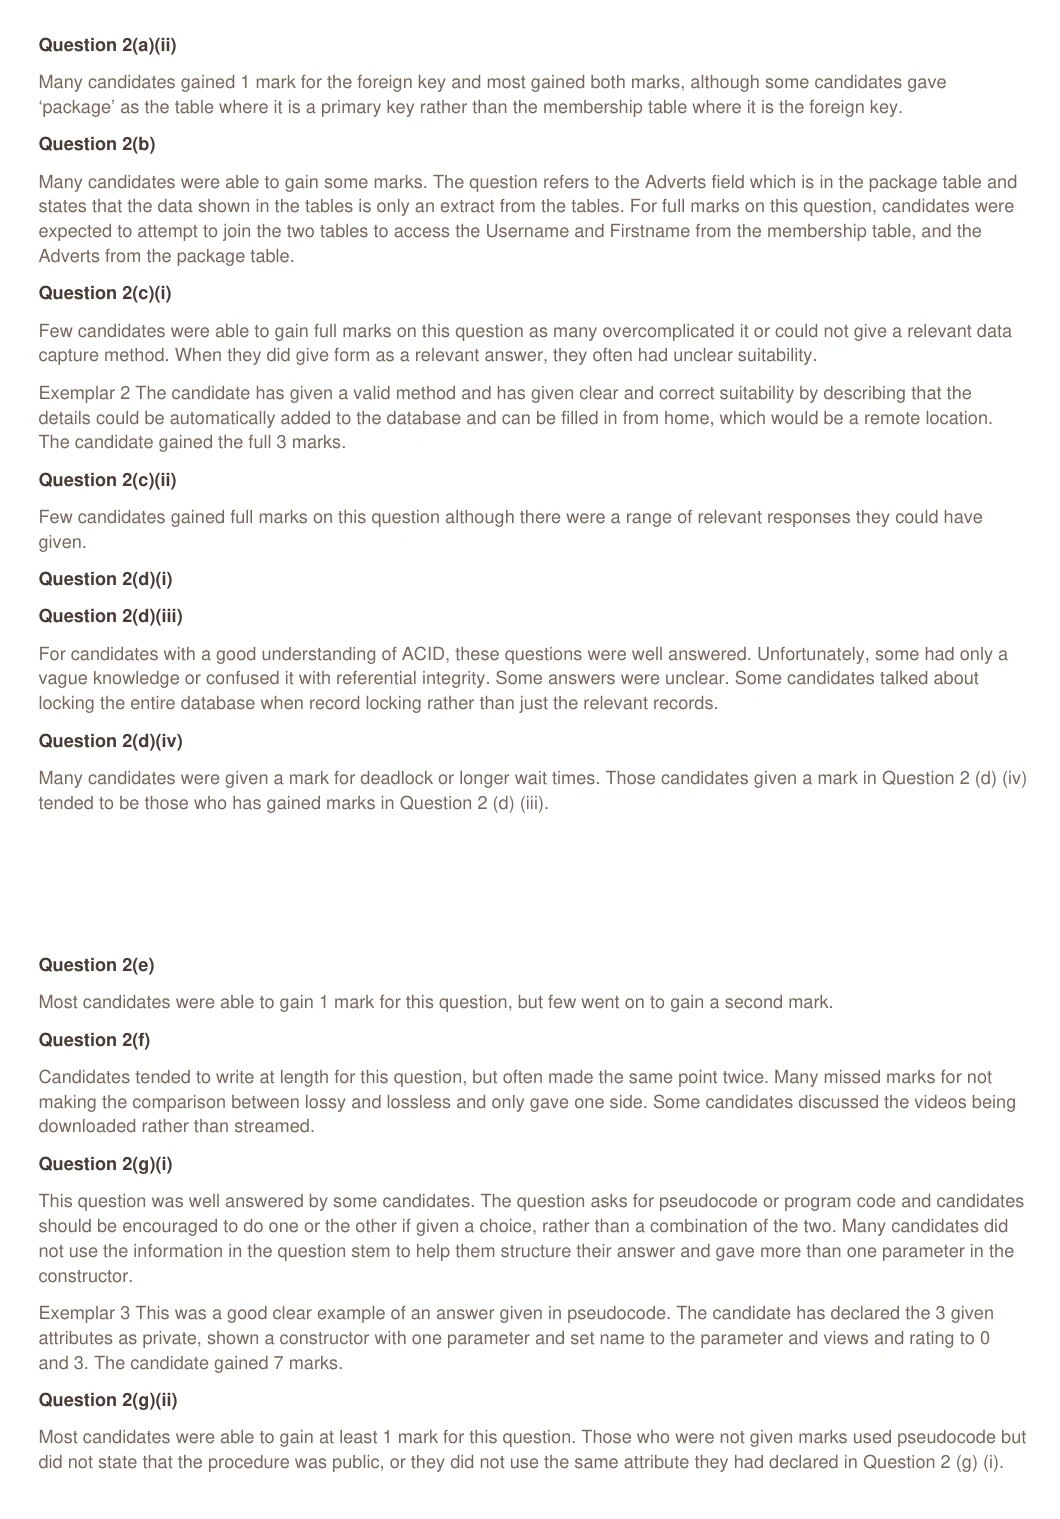 Question 2(a)(ii)
Many candidates gained 1 mark for the foreign key and most gained both marks, although some candidates gave
‘package’ as the table where it is a primary key rather than the membership table where it is the foreign key.
Question 2(b)
Many candidates were able to gain some marks. The question refers to the Adverts field which is in the package table and
states that the data shown in the tables is only an extract from the tables. For full marks on this question, candidates were
expected to attempt to join the two tables to access the Username and Firstname from the membership table, and the
Adverts from the package table.
Question 2(c)(i)
Few candidates were able to gain full marks on this question as many overcomplicated it or could not give a relevant data
capture method. When they did give form as a relevant answer, they often had unclear suitability.
Exemplar 2 The candidate has given a valid method and has given clear and correct suitability by describing that the
details could be automatically added to the database and can be filled in from home, which would be a remote location.
The candidate gained the full 3 marks.
Question 2(c)(ii)
Few candidates gained full marks on this question although there were a range of relevant responses they could have
given.
Question 2(d)(i)
Question 2(d)(iii)
For candidates with a good understanding of ACID, these questions were well answered. Unfortunately, some had only a
vague knowledge or confused it with referential integrity. Some answers were unclear. Some candidates talked about
locking the entire database when record locking rather than just the relevant records.
Question 2(d)(iv)
Many candidates were given a mark for deadlock or longer wait times. Those candidates given a mark in Question 2 (d) (iv)
tended to be those who has gained marks in Question 2 (d) (iii).
Question 2(e)
Most candidates were able to gain 1 mark for this question, but few went on to gain a second mark.
Question 2(f)
Candidates tended to write at length for this question, but often made the same point twice. Many missed marks for not
making the comparison between lossy and lossless and only gave one side. Some candidates discussed the videos being
downloaded rather than streamed.
Question 2(g)(i)
This question was well answered by some candidates. The question asks for pseudocode or program code and candidates
should be encouraged to do one or the other if given a choice, rather than a combination of the two. Many candidates did
not use the information in the question stem to help them structure their answer and gave more than one parameter in the
constructor.
Exemplar 3 This was a good clear example of an answer given in pseudocode. The candidate has declared the 3 given
attributes as private, shown a constructor with one parameter and set name to the parameter and views and rating to 0
and 3. The candidate gained 7 marks.
Question 2(g)(ii)
Most candidates were able to gain at least 1 mark for this question. Those who were not given marks used pseudocode but
did not state that the procedure was public, or they did not use the same attribute they had declared in Question 2 (g) (i).